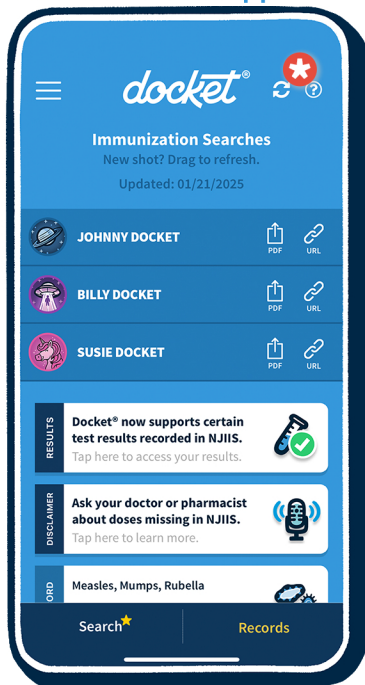 docket®
?
Immunization Searches
New shot? Drag to refresh.
Updated: 01/21/2025
JOHNNY DOCKET
PDF
URL
BILLY DOCKET
PDF
URL
SUSIE DOCKET
PDF
URL
RESULTS
Docket® now supports certain
test results recorded in NJIIS.
Tap here to access your results.
DISCLAIMER
Ask your doctor or pharmacist
about doses missing in NJIIS.
Tap here to learn more.
Measles, Mumps, Rubella
Search
Records